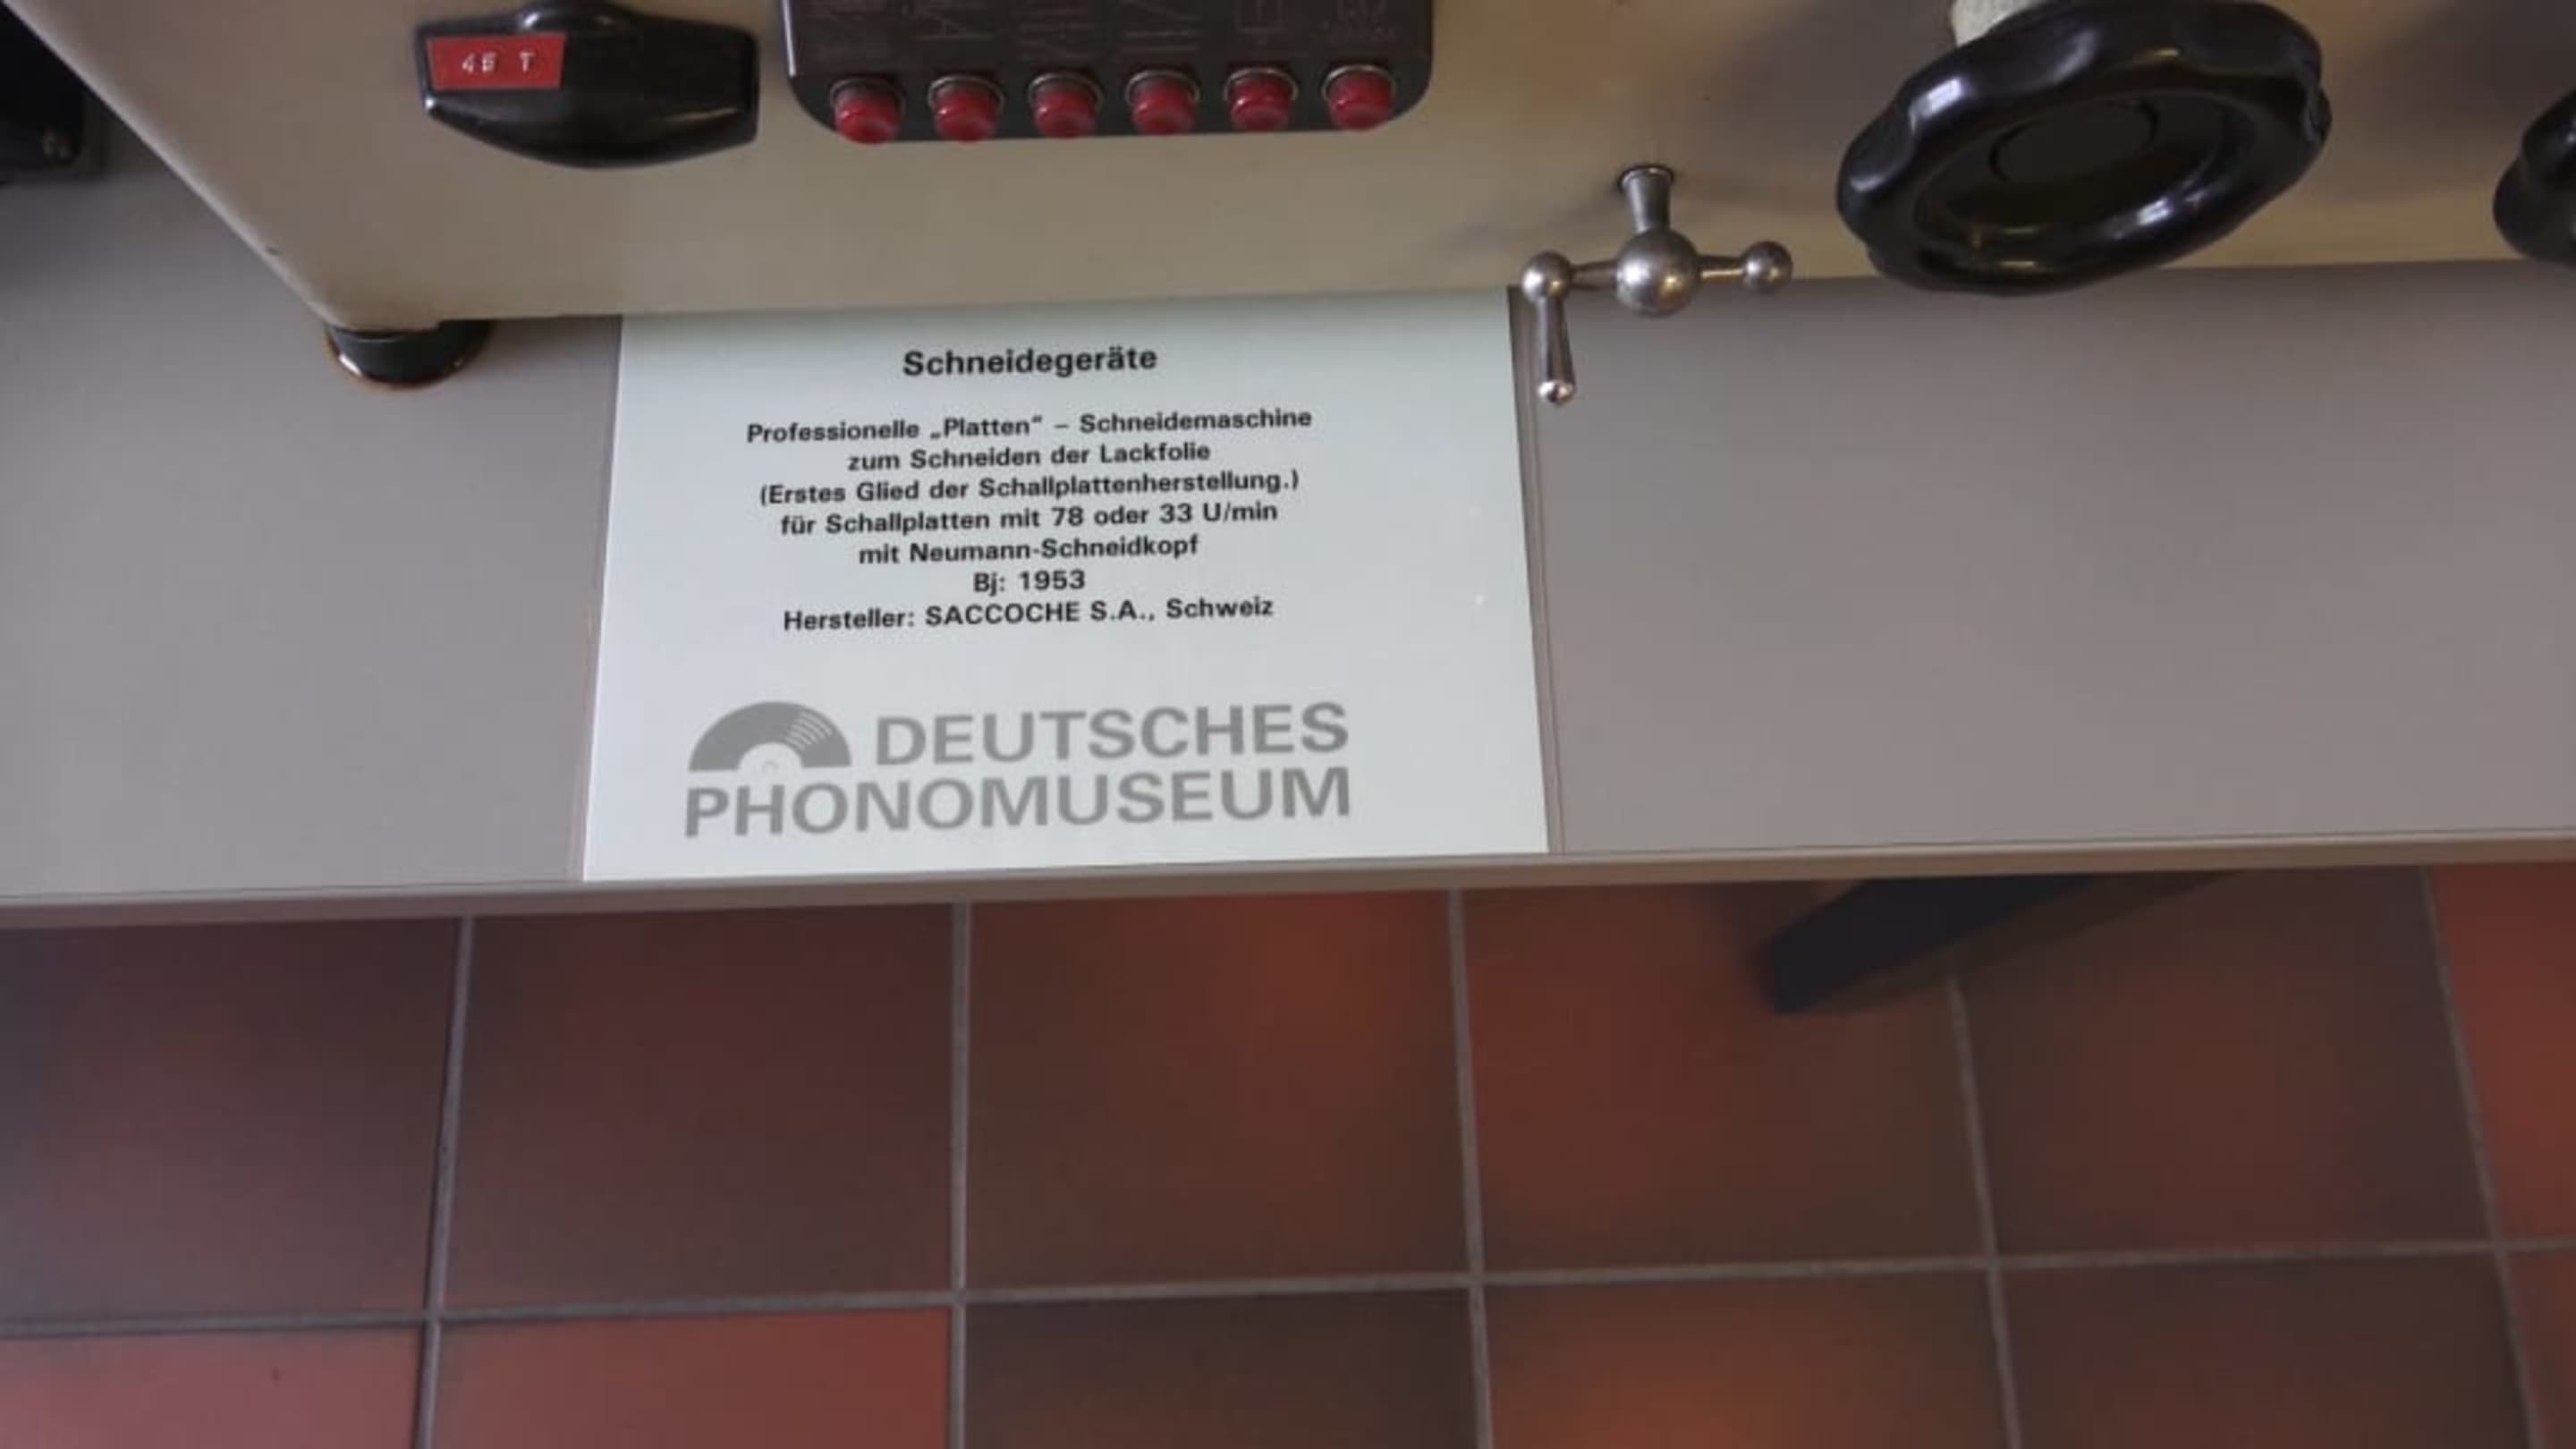 45 T
Schneidegeräte
Professionelle „Platten“ – Schneidemaschine
zum Schneiden der Lackfolie
(Erstes Glied der Schallplattenherstellung.)
für Schallplatten mit 78 oder 33 U/min
mit Neumann-Schneidkopf
Bj: 1953
Hersteller: SACCOCHE S.A., Schweiz
DEUTSCHES
PHONOMUSEUM